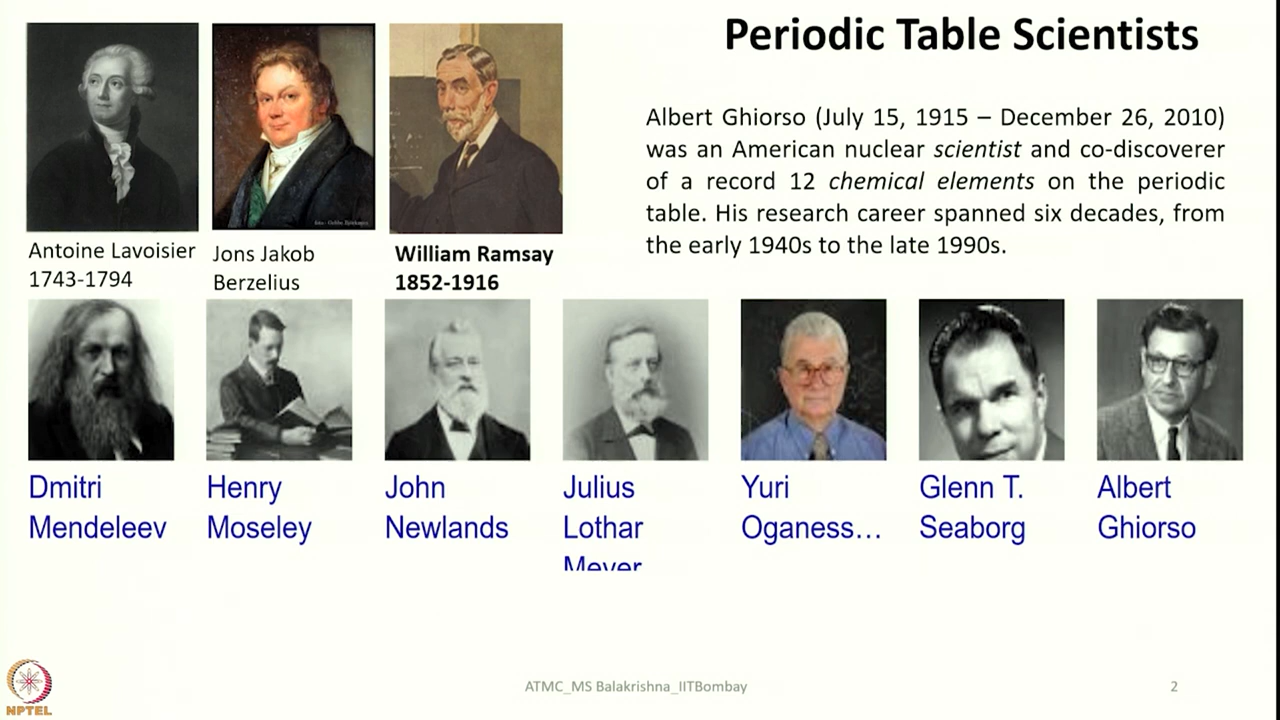 Periodic Table Scientists
Albert Ghiorso (July 15, 1915 – December 26, 2010)
was an American nuclear scientist and co-discoverer
of a record 12 chemical elements on the periodic
table. His research career spanned six decades, from
the early 1940s to the late 1990s.
Antoine Lavoisier
1743-1794
Jons Jakob
Berzelius
William Ramsay
1852-1916
Dmitri
Mendeleev
Henry
Moseley
John
Newlands
Julius
Lothar
Meyer
Yuri
Oganess…
Glenn T.
Seaborg
Albert
Ghiorso
NPTEL
ATMC_MS Balakrishna_IITBombay
2